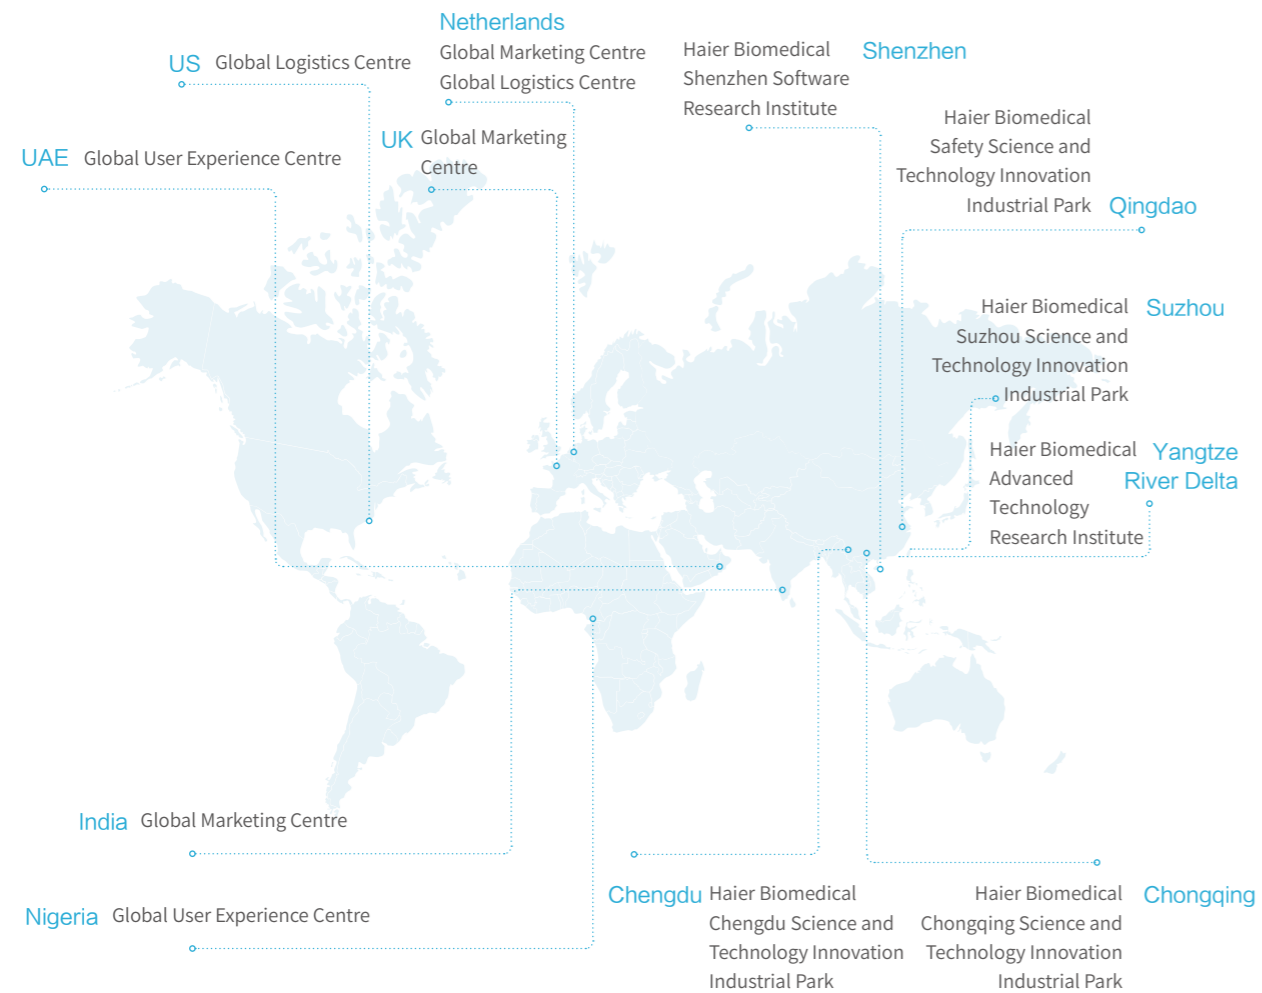 Netherlands
Global Marketing Centre
Global Logistics Centre
US Global Logistics Centre
Haier Biomedical
Shenzhen Software
Research Institute
Shenzhen
UK Global Marketing
Centre
UAE Global User Experience Centre
Haier Biomedical
Safety Science and
Technology Innovation
Industrial Park
Qingdao
Haier Biomedical
Suzhou Science and
Technology Innovation
Industrial Park
Suzhou
Haier Biomedical
Advanced
Technology
Research Institute
Yangtze
River Delta
India Global Marketing Centre
Nigeria Global User Experience Centre
Chengdu Haier Biomedical
Chengdu Science and
Technology Innovation
Industrial Park
Haier Biomedical
Chongqing Science and
Technology Innovation
Industrial Park
Chongqing